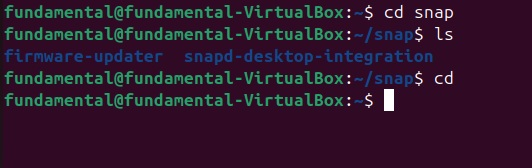 fundamental@fundamental-VirtualBox:~$ cd snap
fundamental@fundamental-VirtualBox:~/snap$ ls
firmware-updater  snapd-desktop-integration
fundamental@fundamental-VirtualBox:~/snap$ cd
fundamental@fundamental-VirtualBox:~$